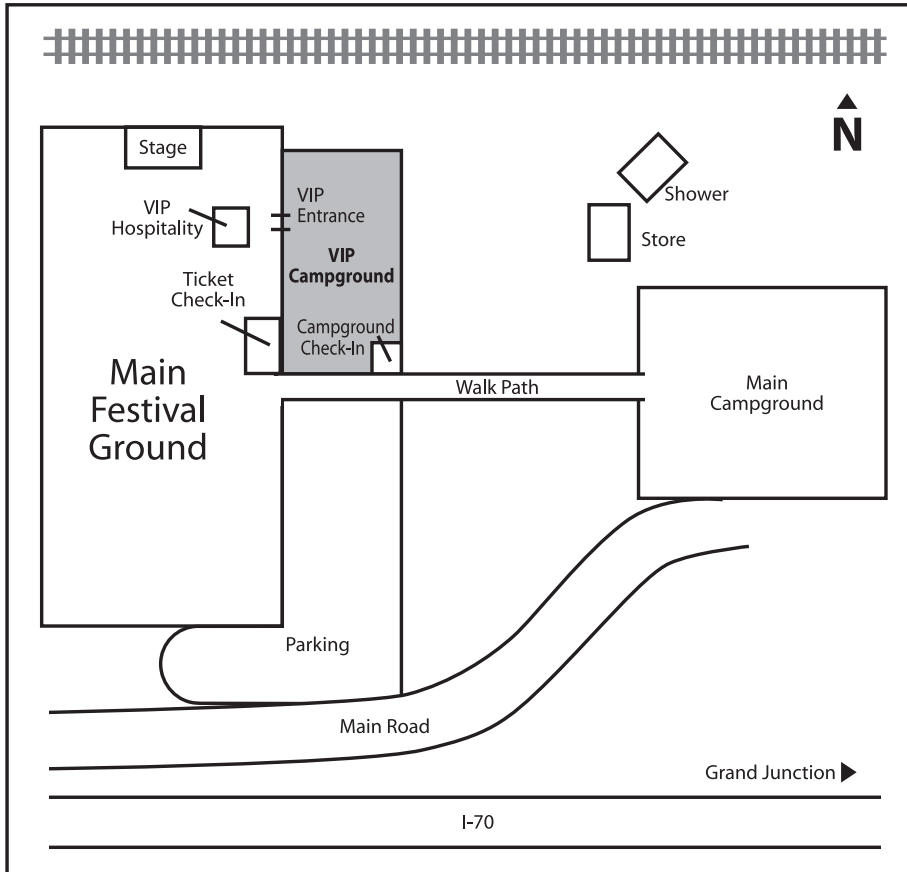 N
Stage
VIP
Hospitality
VIP
Entrance
VIP
Campground
Shower
Store
Ticket
Check-In
Campground
Check-In
Main
Festival
Ground
Walk Path
Main
Campground
Parking
Main Road
Grand Junction
I-70